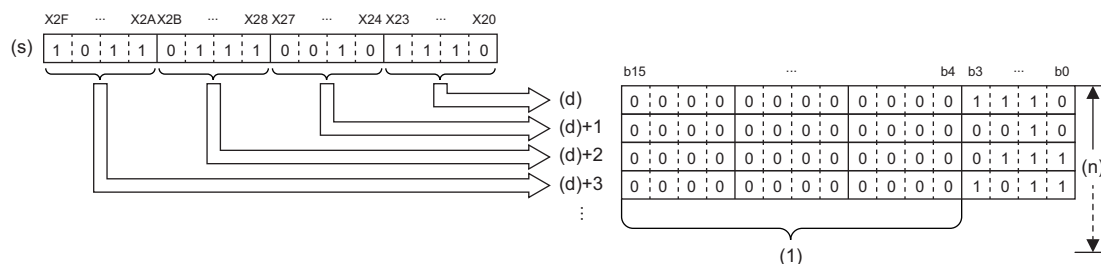 X2F ... X2A X2B ... X28 X27 ... X24 X23 ... X20
(s) 1 0 1 1 0 1 1 1 0 0 1 0 1 1 1 0
b15 ... b4 b3 ... b0
(d) 0 0 0 0 0 0 0 0 0 0 0 0 1 1 1 0
(d)+1 0 0 0 0 0 0 0 0 0 0 0 0 0 0 1 0
(d)+2 0 0 0 0 0 0 0 0 0 0 0 0 0 1 1 1
(d)+3 0 0 0 0 0 0 0 0 0 0 0 0 1 0 1 1
(n)
⋮
(1)